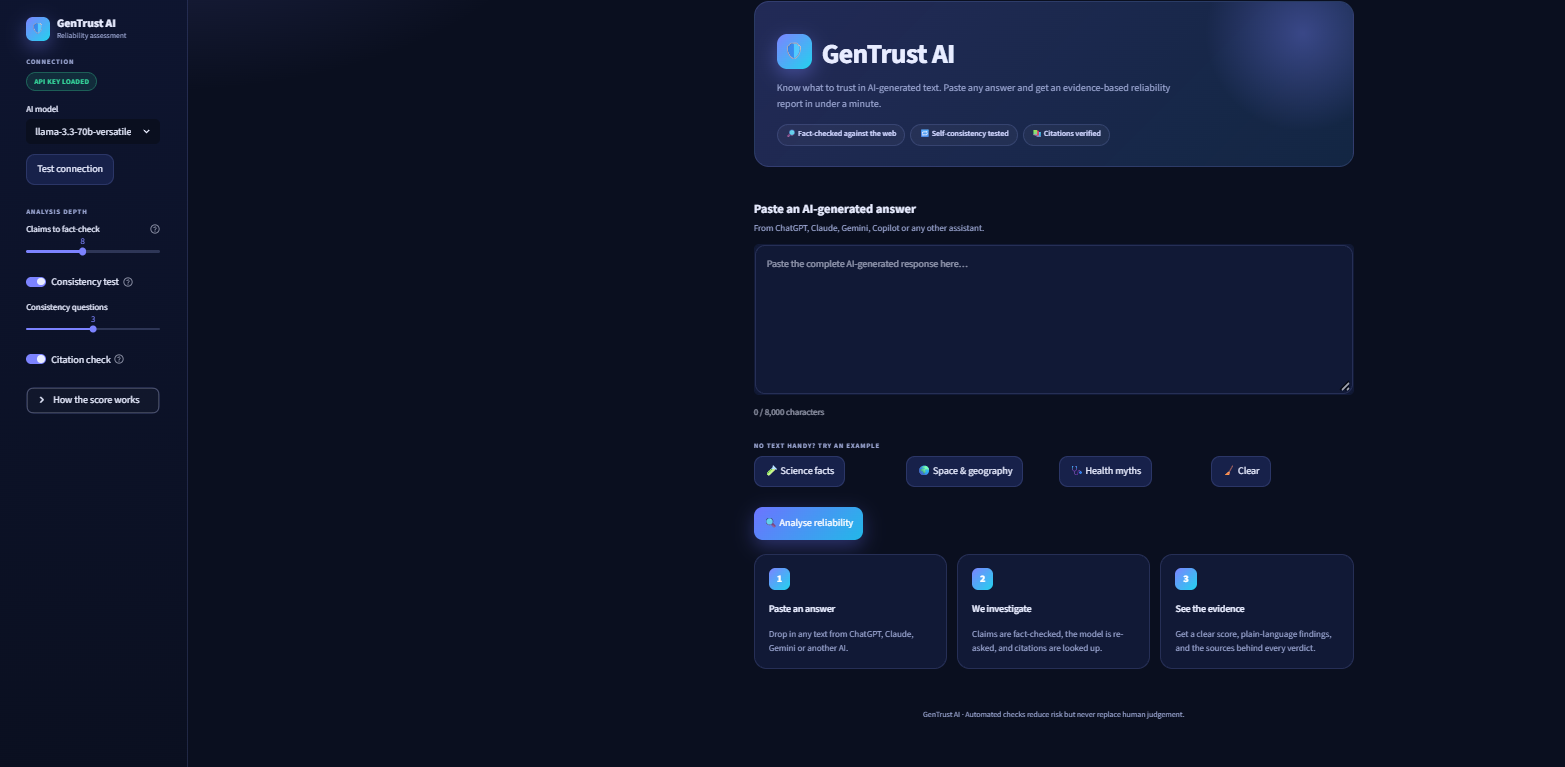 GenTrust AI
Reliability assessment
CONNECTION
API KEY LOADED
AI model
llama-3.3-70b-versatile
Test connection
ANALYSIS DEPTH
Claims to fact-check
8
Consistency test
Consistency questions
3
Citation check
How the score works
GenTrust AI
Know what to trust in AI-generated text. Paste any answer and get an evidence-based reliability
report in under a minute.
Fact-checked against the web
Self-consistency tested
Citations verified
Paste an AI-generated answer
From ChatGPT, Claude, Gemini, Copilot or any other assistant.
Paste the complete AI-generated response here...
0 / 8,000 characters
NO TEXT HANDY? TRY AN EXAMPLE
Science facts
Space & geography
Health myths
Clear
Analyse reliability
1
Paste an answer
Drop in any text from ChatGPT, Claude,
Gemini or another AI.
2
We investigate
Claims are fact-checked, the model is re-
asked, and citations are looked up.
3
See the evidence
Get a clear score, plain-language findings,
and the sources behind every verdict.
GenTrust AI · Automated checks reduce risk but never replace human judgement.